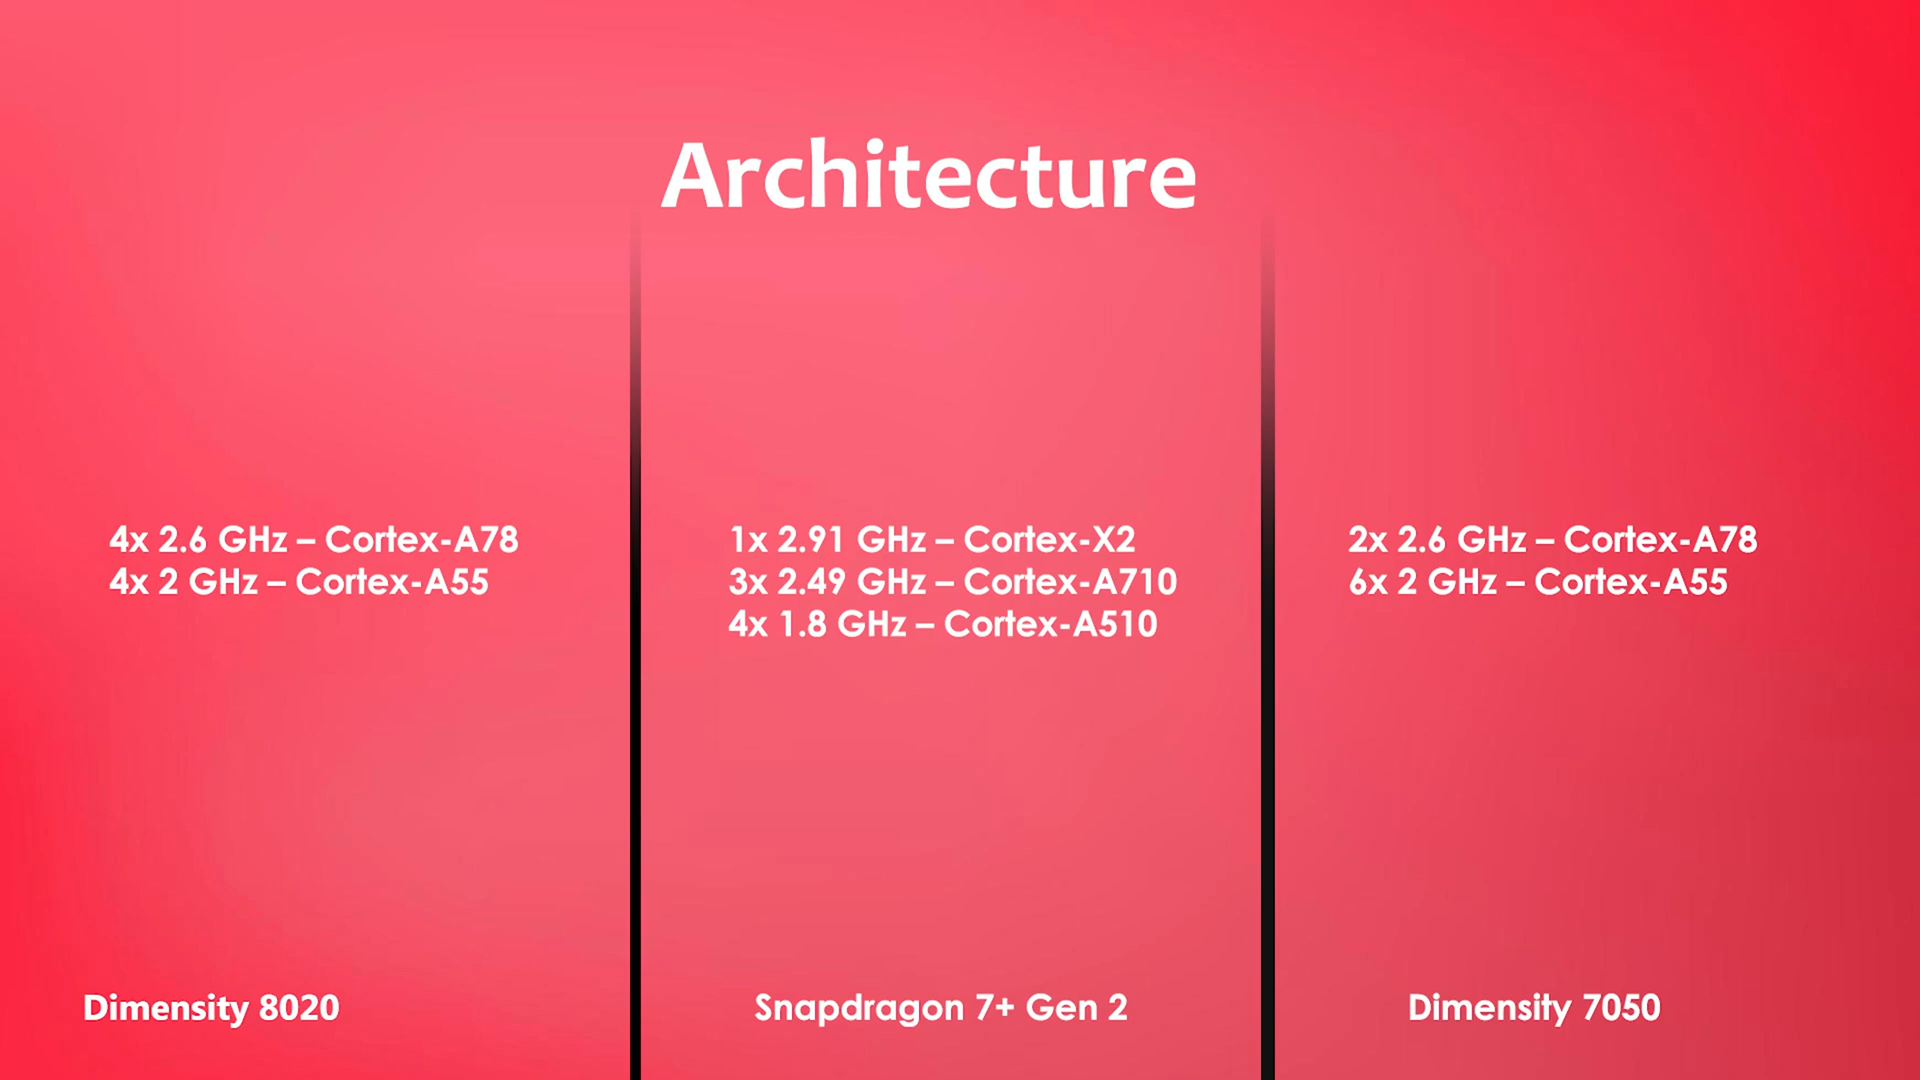 Architecture
4x 2.6 GHz – Cortex-A78
4x 2 GHz – Cortex-A55
1x 2.91 GHz – Cortex-X2
3x 2.49 GHz – Cortex-A710
4x 1.8 GHz – Cortex-A510
2x 2.6 GHz – Cortex-A78
6x 2 GHz – Cortex-A55
Dimensity 8020
Snapdragon 7+ Gen 2
Dimensity 7050